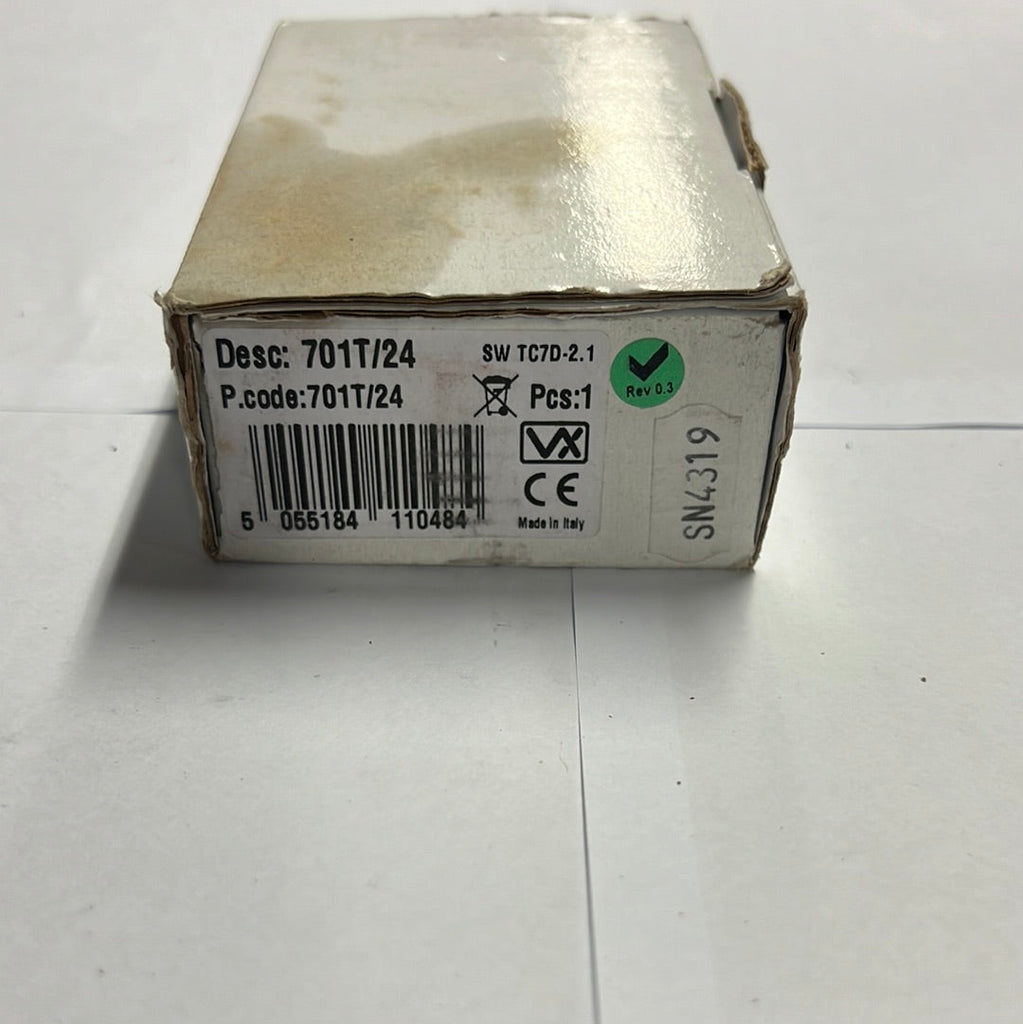 Desc: 701T/24
SW TC7D-2.1
P.code:701T/24
Pcs:1
VX
CE
5 055184 110484
Made in Italy
Rev 0.3
SN4319